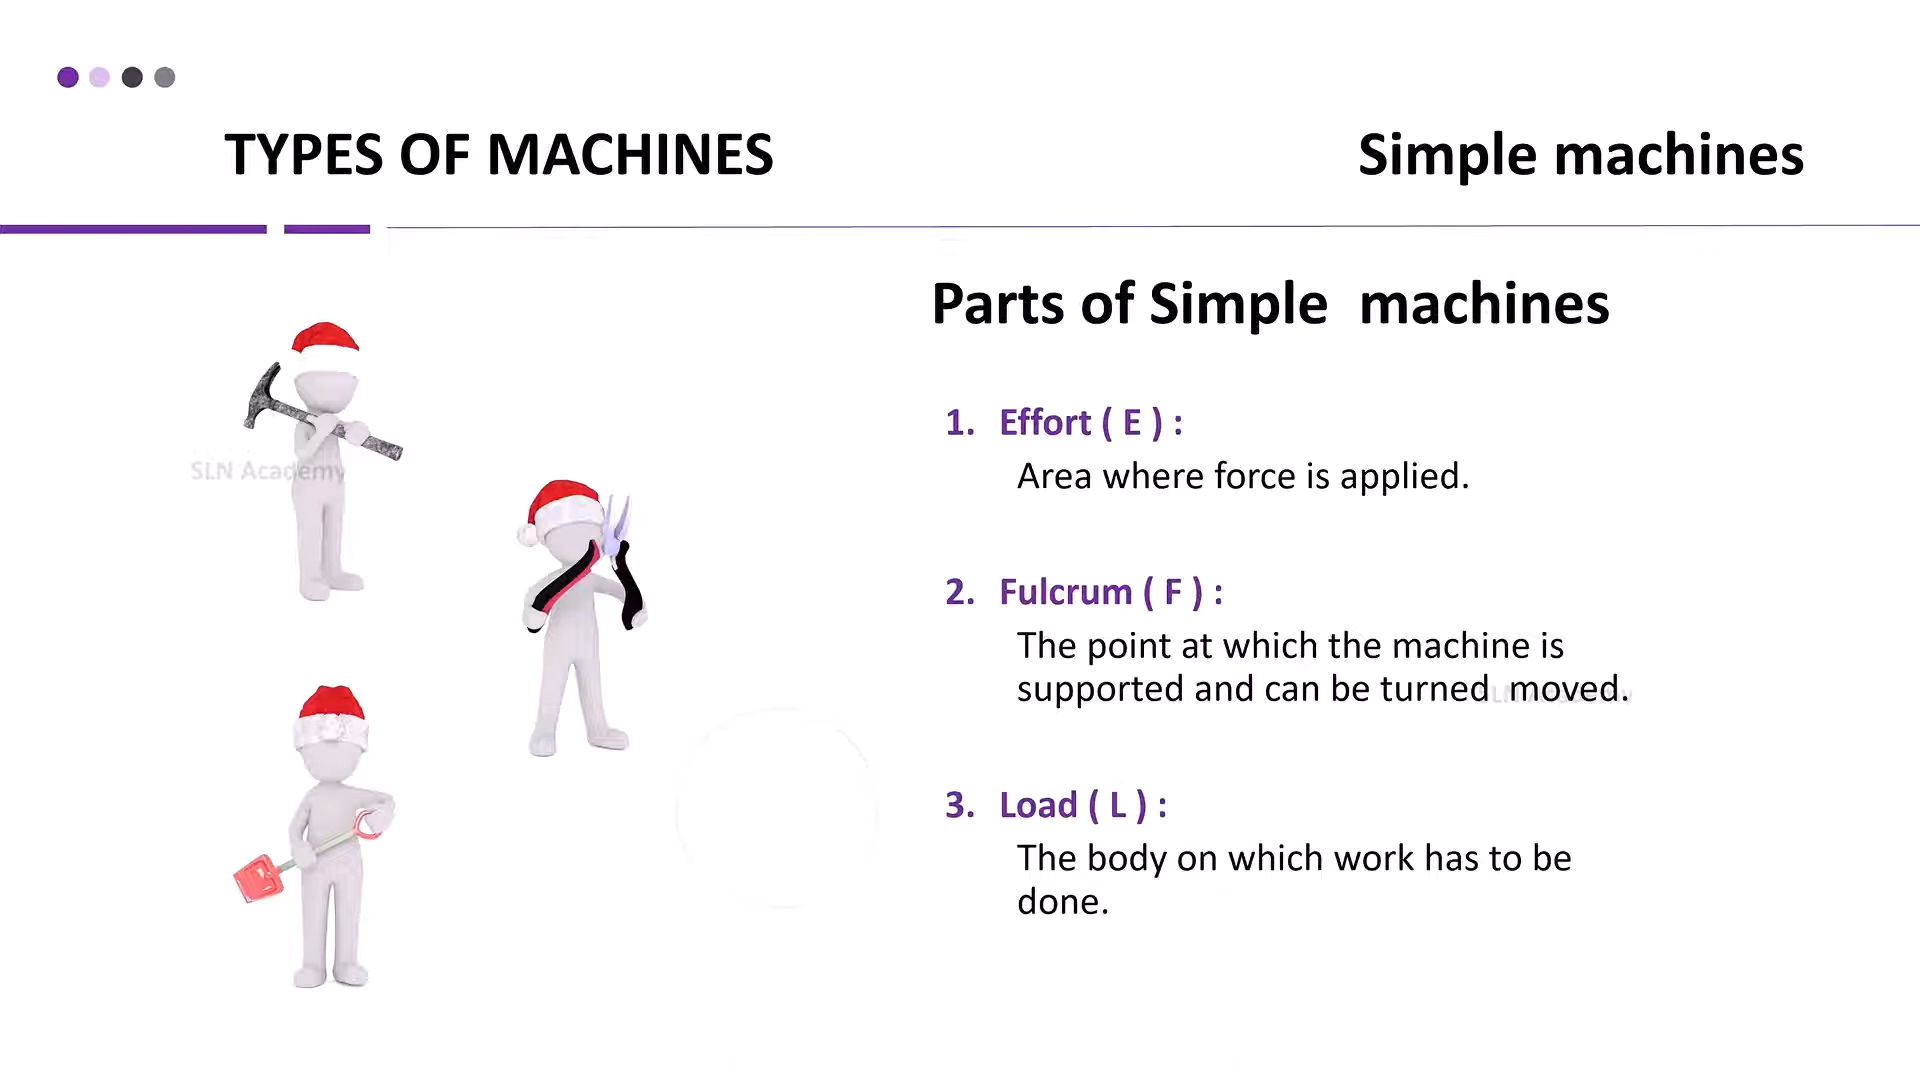 TYPES OF MACHINES
Simple machines
Parts of Simple machines
1. Effort ( E ) :
Area where force is applied.
2. Fulcrum ( F ) :
The point at which the machine is
supported and can be turned moved.
3. Load ( L ) :
The body on which work has to be
done.
SLN Academy
SLN Academy